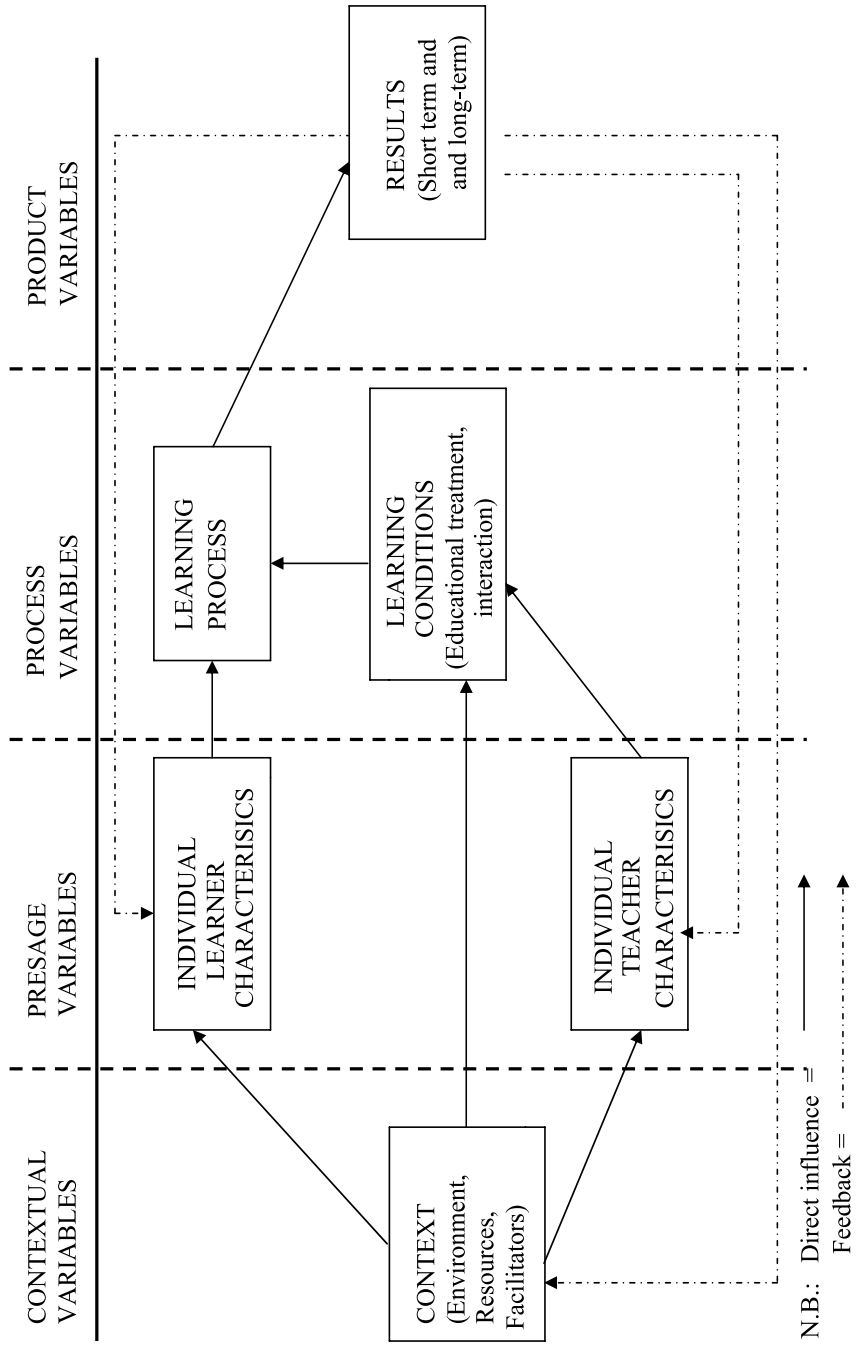 CONTEXTUAL
VARIABLES
PRESAGE
VARIABLES
PROCESS
VARIABLES
PRODUCT
VARIABLES
INDIVIDUAL
LEARNER
CHARACTERISICS
LEARNING
PROCESS
CONTEXT
(Environment,
Resources,
Facilitators)
LEARNING
CONDITIONS
(Educational treatment,
interaction)
RESULTS
(Short term and
and long-term)
INDIVIDUAL
TEACHER
CHARACTERISICS
N.B.: Direct influence =
Feedback =